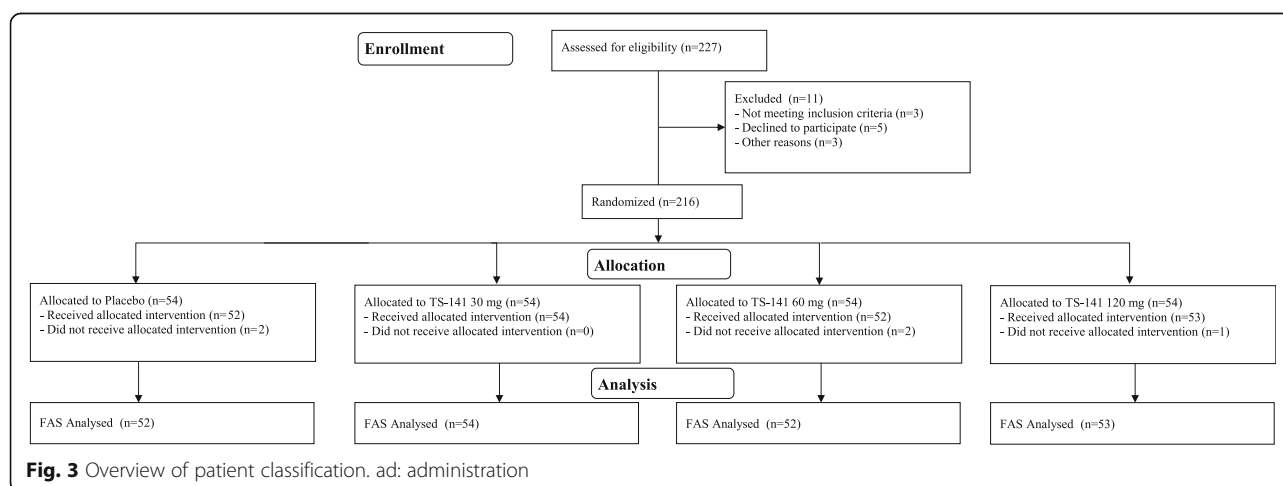 Enrollment
Assessed for eligibility (n=227)
Excluded (n=11)
- Not meeting inclusion criteria (n=3)
- Declined to participate (n=5)
- Other reasons (n=3)
Randomized (n=216)
Allocation
Allocated to Placebo (n=54)
- Received allocated intervention (n=52)
- Did not receive allocated intervention (n=2)
Allocated to TS-141 30 mg (n=54)
- Received allocated intervention (n=54)
- Did not receive allocated intervention (n=0)
Allocated to TS-141 60 mg (n=54)
- Received allocated intervention (n=52)
- Did not receive allocated intervention (n=2)
Allocated to TS-141 120 mg (n=54)
- Received allocated intervention (n=53)
- Did not receive allocated intervention (n=1)
Analysis
FAS Analysed (n=52)
FAS Analysed (n=54)
FAS Analysed (n=52)
FAS Analysed (n=53)
Fig. 3 Overview of patient classification. ad: administration